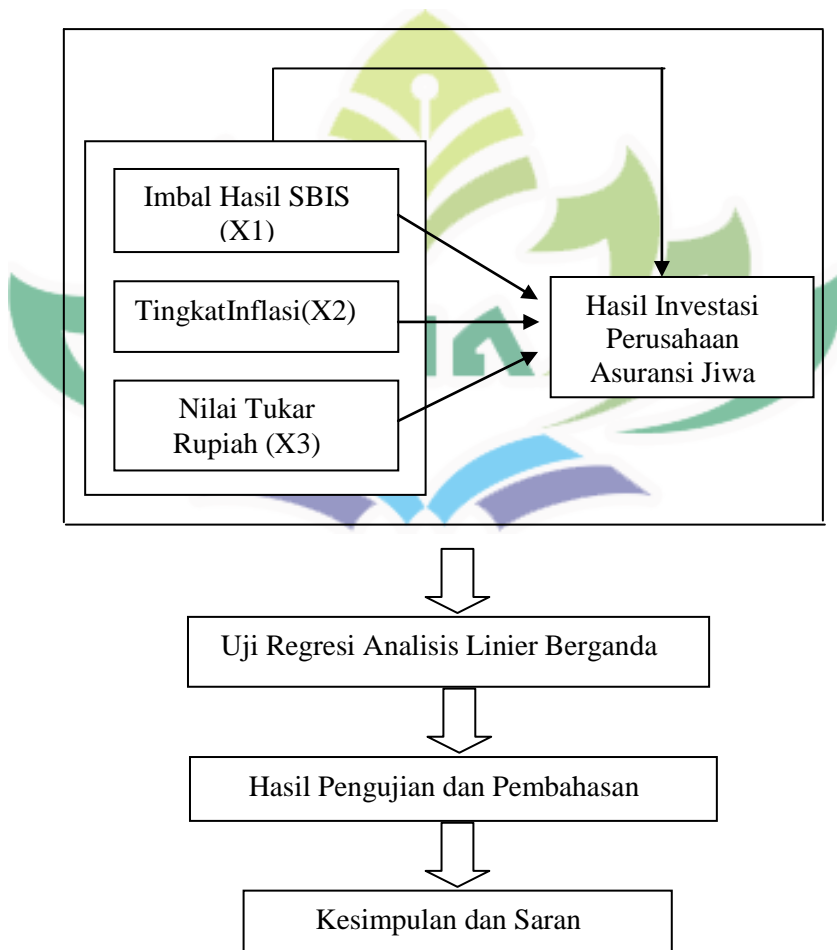 Imbal Hasil SBIS
(X1)
TingkatInflasi(X2)
Nilai Tukar
Rupiah (X3)
Hasil Investasi
Perusahaan
Asuransi Jiwa
Uji Regresi Analisis Linier Berganda
Hasil Pengujian dan Pembahasan
Kesimpulan dan Saran